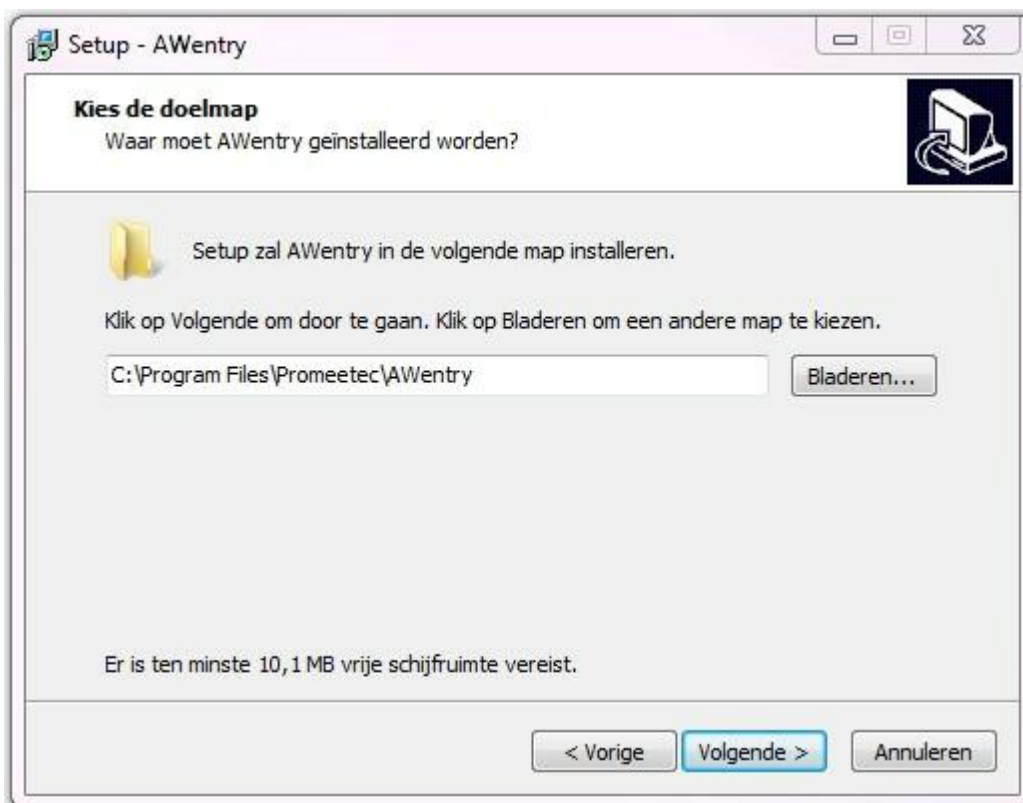 Setup - AWentry
Kies de doelmap
Waar moet AWentry geïnstalleerd worden?
Setup zal AWentry in de volgende map installeren.
Klik op Volgende om door te gaan. Klik op Bladeren om een andere map te kiezen.
C:\Program Files\Promeetec\AWentry
Bladeren...
Er is ten minste 10,1 MB vrije schijfruimte vereist.
< Vorige
Volgende >
Annuleren